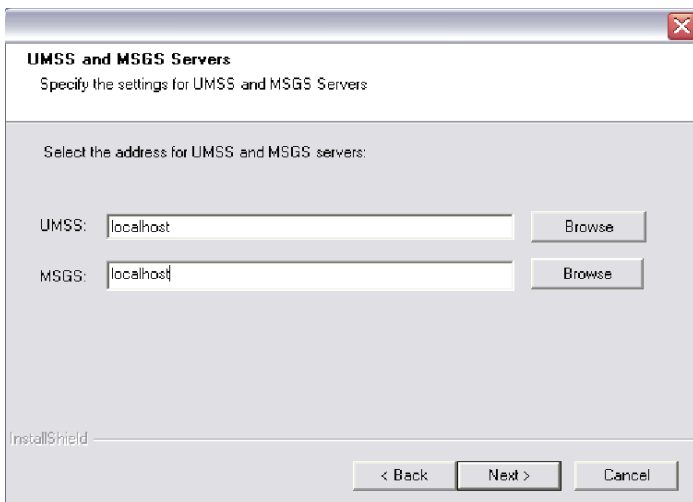 UMSS and MSGS Servers
Specify the settings for UMSS and MSGS Servers
Select the address for UMSS and MSGS servers:
UMSS: localhost Browse
MSGS: localhost Browse
InstallShield
< Back Next > Cancel